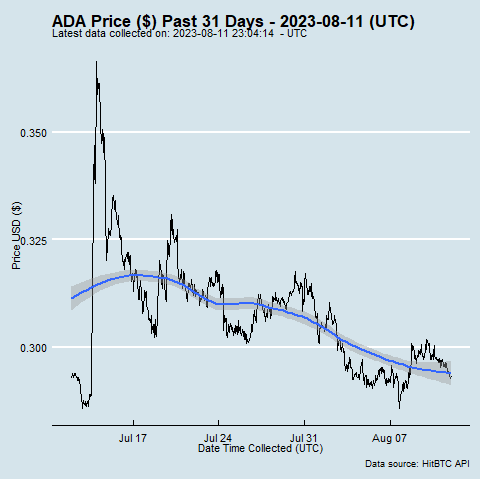 ADA Price ($) Past 31 Days - 2023-08-11 (UTC)
Latest data collected on: 2023-08-11 23:04:14  - UTC
0.350
0.325
0.300
Price USD ($)
Jul 17
Jul 24
Jul 31
Aug 07
Date Time Collected (UTC)
Data source: HitBTC API